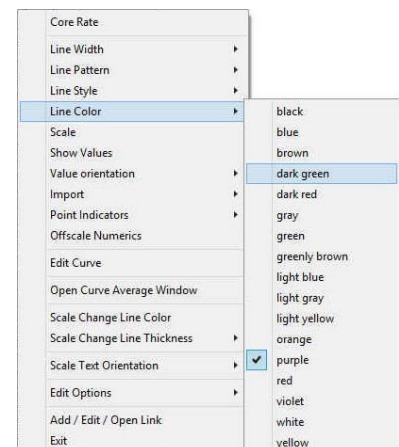 Core Rate
Line Width
Line Pattern
Line Style
Line Color
Scale
Show Values
Value orientation
Import
Point Indicators
Offscale Numerics
Edit Curve
Open Curve Average Window
Scale Change Line Color
Scale Change Line Thickness
Scale Text Orientation
Edit Options
Add / Edit / Open Link
Exit
black
blue
brown
dark green
dark red
gray
green
greenly brown
light blue
light gray
light yellow
orange
purple
red
violet
white
yellow